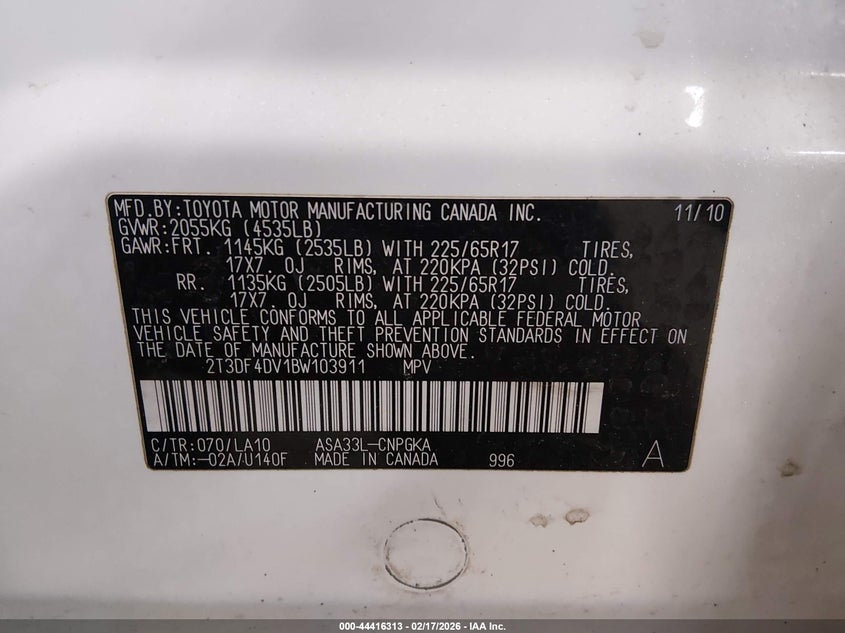 MFD.BY:TOYOTA MOTOR MANUFACTURING CANADA INC. 11/10
GVWR:2055KG (4535LB)
GAWR:FRT. 1145KG (2535LB) WITH 225/65R17 TIRES,
17X7.0J RIMS, AT 220KPA (32PSI) COLD.
RR. 1135KG (2505LB) WITH 225/65R17 TIRES,
17X7.0J RIMS, AT 220KPA (32PSI) COLD.
THIS VEHICLE CONFORMS TO ALL APPLICABLE FEDERAL MOTOR
VEHICLE SAFETY AND THEFT PREVENTION STANDARDS IN EFFECT ON
THE DATE OF MANUFACTURE SHOWN ABOVE.
2T3DF4DV1BW103911 MPV
C/TR:070/LA10 ASA33L-CNPGKA
A/TM:-02A/U140F MADE IN CANADA 996 A
000-44416313 - 02/17/2026 - IAA Inc.